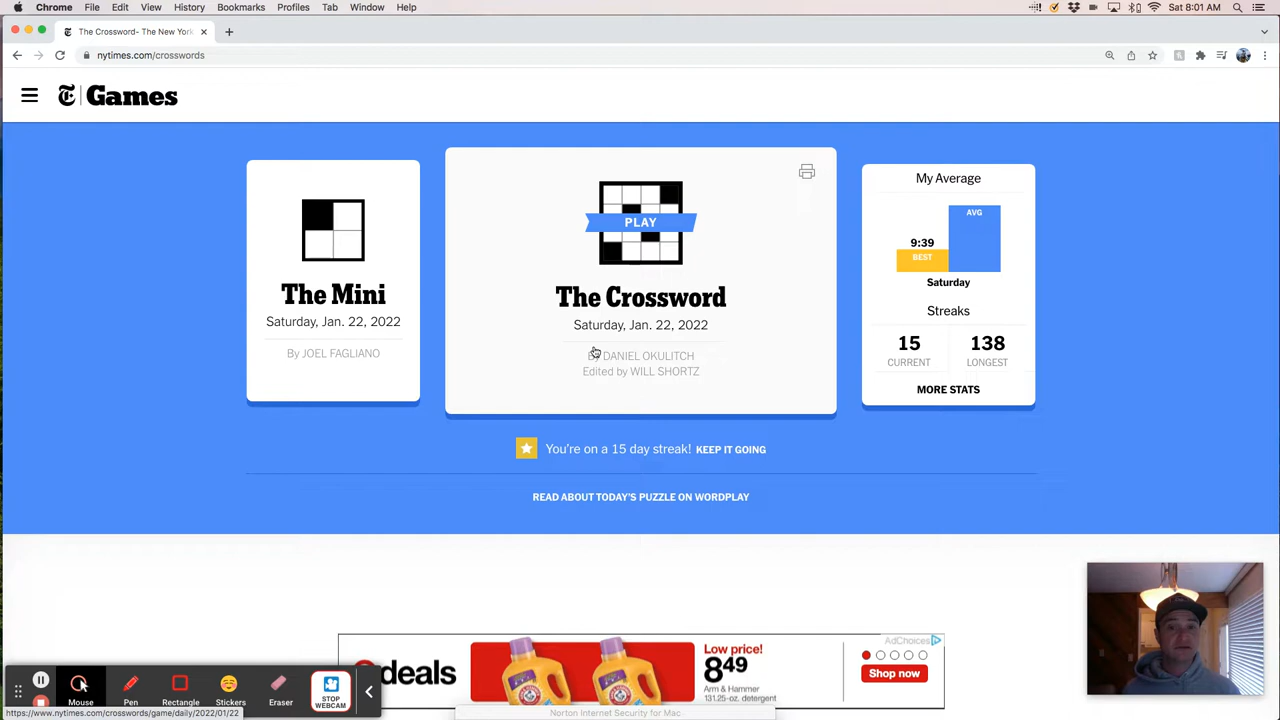 Chrome File Edit View History Bookmarks Profiles Tab Window Help Sat 8:01 AM
The Crossword- The New York
nytimes.com/crosswords
T Games
The Mini
Saturday, Jan. 22, 2022
By JOEL FAGLIANO
PLAY
The Crossword
Saturday, Jan. 22, 2022
By DANIEL OKULITCH
Edited by WILL SHORTZ
My Average
AVG
9:39
BEST
Saturday
Streaks
15 138
CURRENT LONGEST
MORE STATS
You're on a 15 day streak! KEEP IT GOING
READ ABOUT TODAY'S PUZZLE ON WORDPLAY
AdChoices
deals
Low price!
8 49
Arm & Hammer
131.25-oz. detergent
Shop now
Mouse Pen Rectangle Stickers Eraser STOP WEBCAM
https://www.nytimes.com/crosswords/game/daily/2022/01/22
Norton Internet Security for Mac